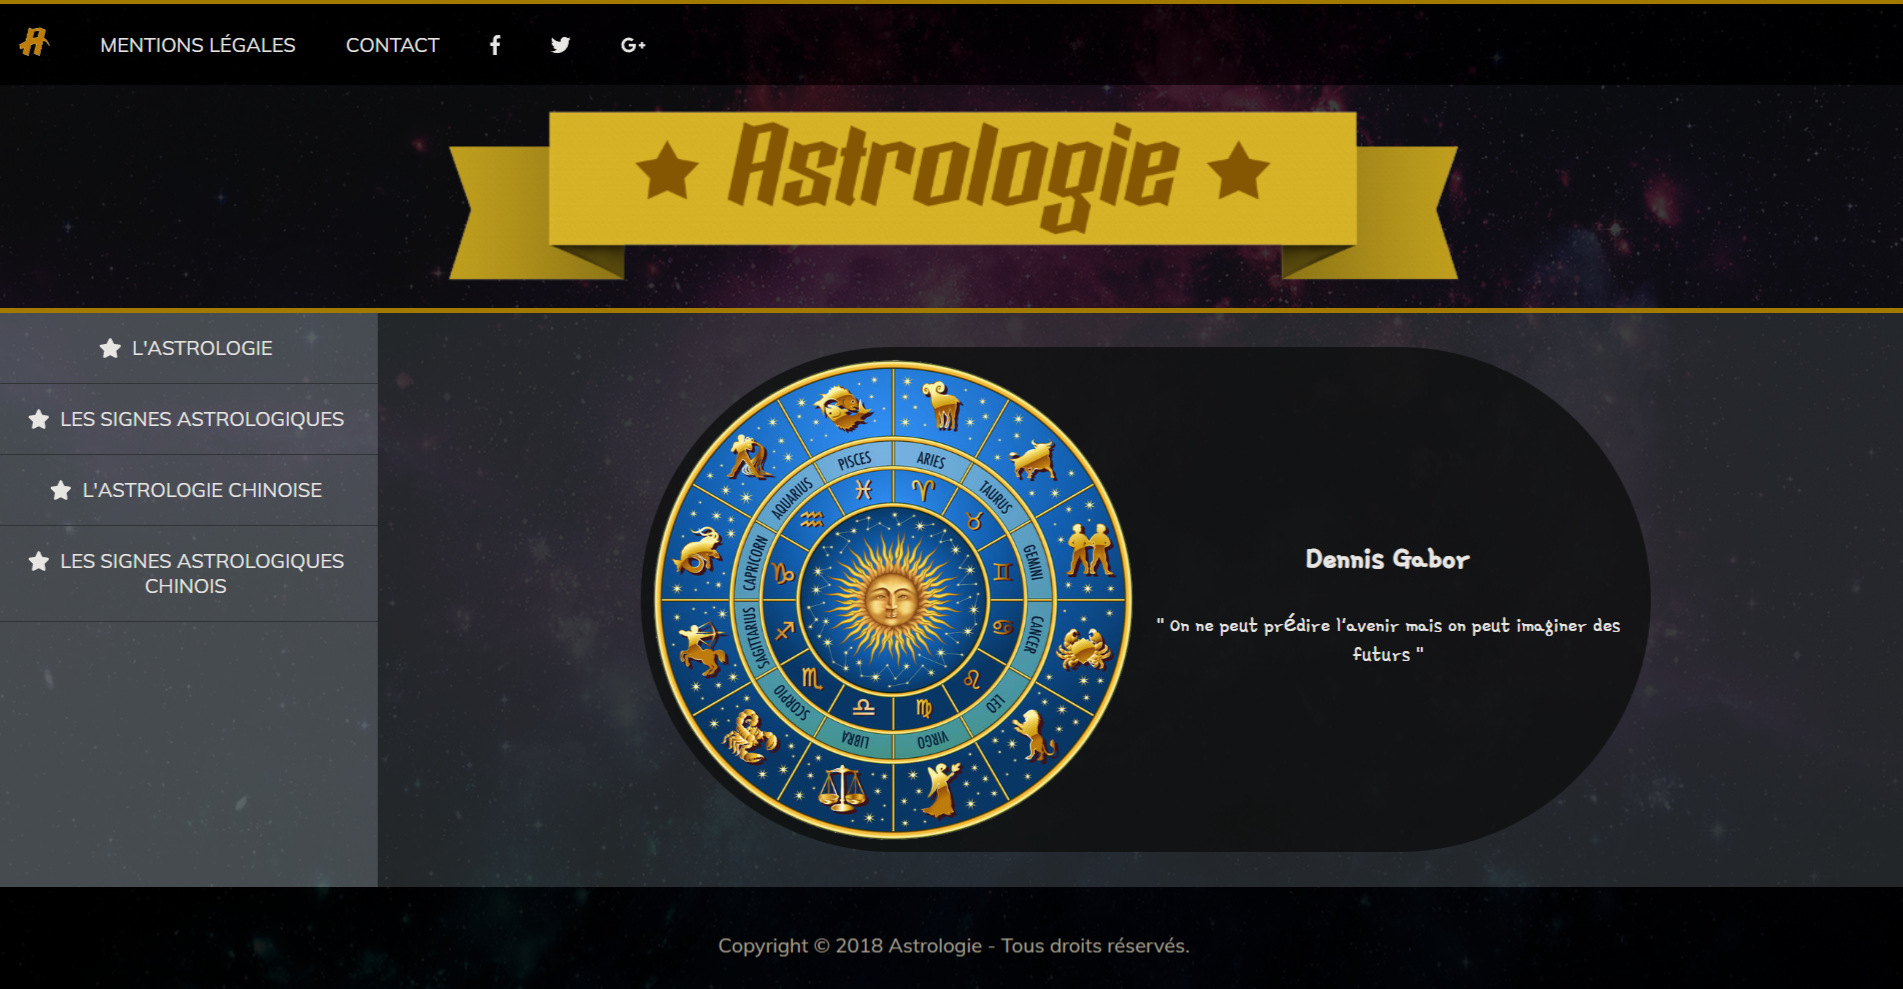 A
MENTIONS LÉGALES
CONTACT
G+
Astrologie
L'ASTROLOGIE
LES SIGNES ASTROLOGIQUES
L'ASTROLOGIE CHINOISE
LES SIGNES ASTROLOGIQUES
CHINOIS
PISCES
ARIES
AQUARIUS
TAURUS
CAPRICORN
GEMINI
SAGITTARIUS
CANCER
SCORPIO
LEO
LIBRA
VIRGO
Dennis Gabor
" On ne peut prédire l'avenir mais on peut imaginer des
futurs "
Copyright © 2018 Astrologie - Tous droits réservés.